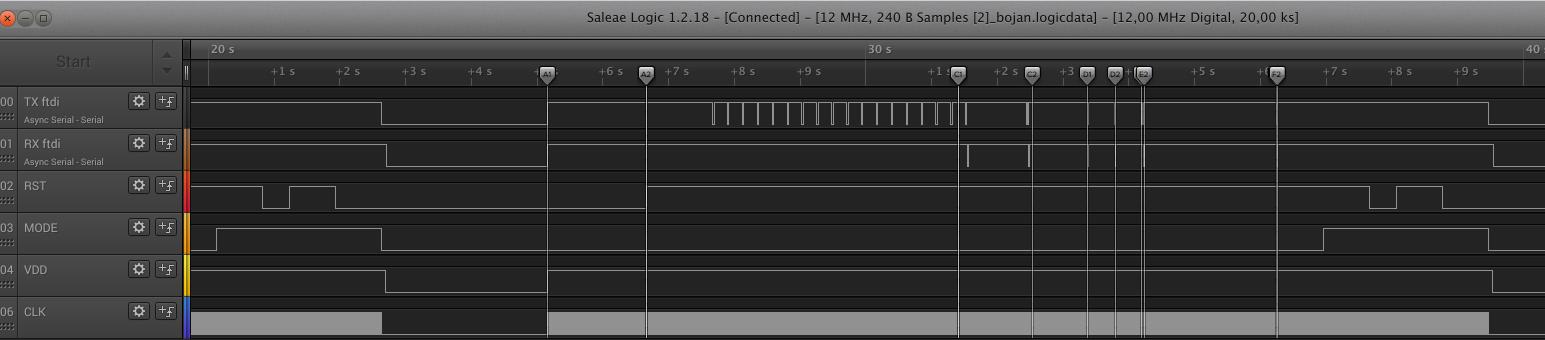 Saleae Logic 1.2.18 – [Connected] – [12 MHz, 240 B Samples [2]_bojan.logicdata] – [12,00 MHz Digital, 20,00 ks]
Start
20 s 30 s 40
+1 s +2 s +3 s +4 s A1 +6 s A2 +7 s +8 s +9 s +1 s C1 +2 s C2 +3 D1 D2 E2 +5 s F2 +7 s +8 s +9 s
00 TX ftdi
Async Serial - Serial
01 RX ftdi
Async Serial - Serial
02 RST
03 MODE
04 VDD
06 CLK